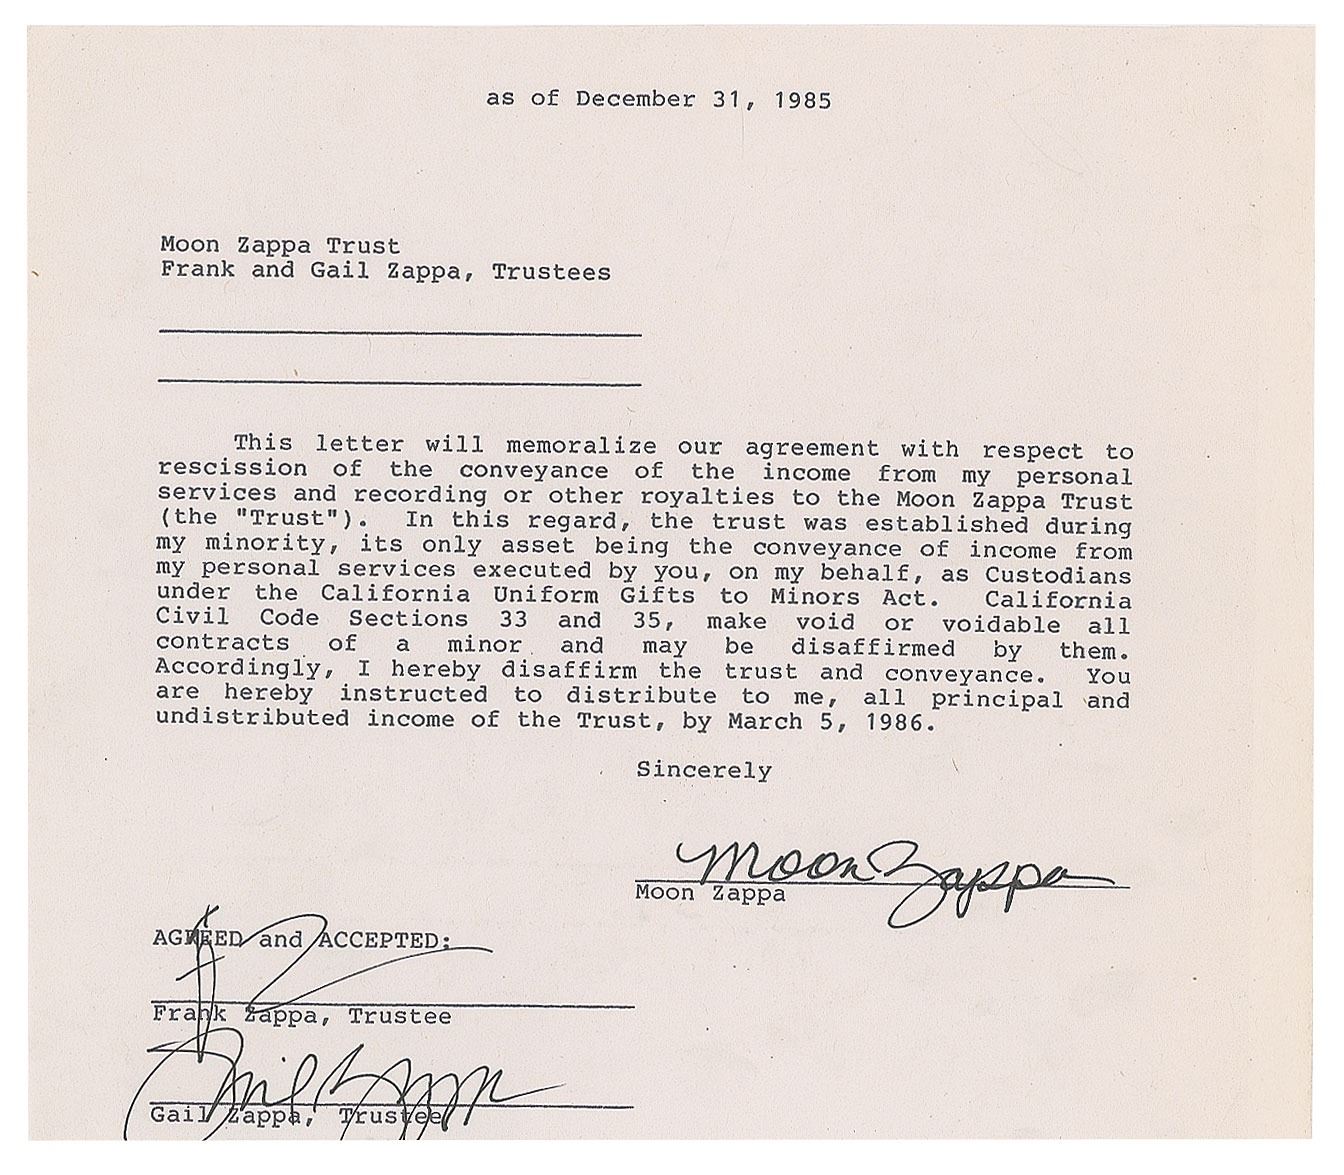 as of December 31, 1985
Moon Zappa Trust
Frank and Gail Zappa, Trustees
This letter will memoralize our agreement with respect to
rescission of the conveyance of the income from my personal
services and recording or other royalties to the Moon Zappa Trust
(the "Trust"). In this regard, the trust was established during
my minority, its only asset being the conveyance of income from
my personal services executed by you, on my behalf, as Custodians
under the California Uniform Gifts to Minors Act. California
Civil Code Sections 33 and 35, make void or voidable all
contracts of a minor and may be disaffirmed by them.
Accordingly, I hereby disaffirm the trust and conveyance. You
are hereby instructed to distribute to me, all principal and
undistributed income of the Trust, by March 5, 1986.
Sincerely
Moon Zappa
Moon Zappa
AGREED and ACCEPTED:
FZ
Frank Zappa, Trustee
Gail Zappa
Gail Zappa, Trustee